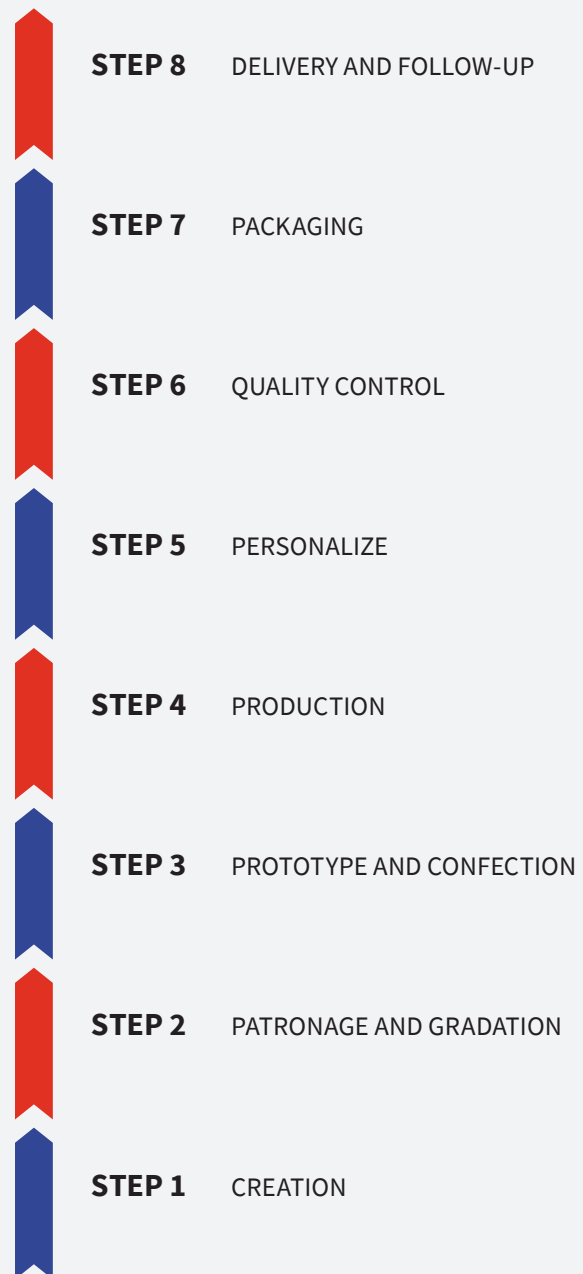 STEP 8 DELIVERY AND FOLLOW-UP
STEP 7 PACKAGING
STEP 6 QUALITY CONTROL
STEP 5 PERSONALIZE
STEP 4 PRODUCTION
STEP 3 PROTOTYPE AND CONFECTION
STEP 2 PATRONAGE AND GRADATION
STEP 1 CREATION